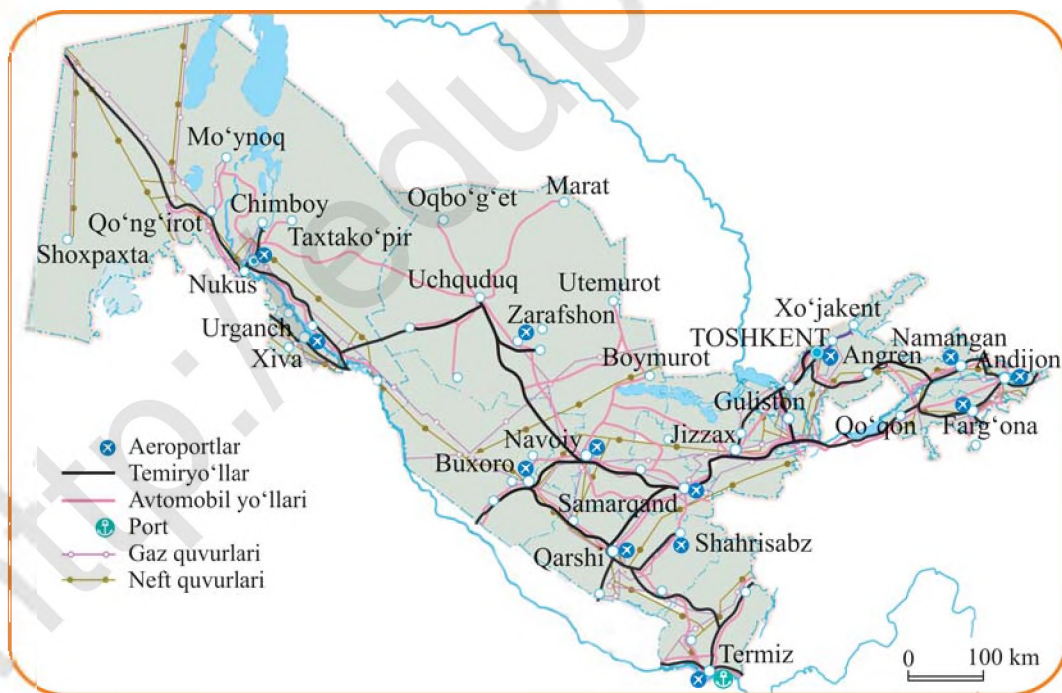 http://edup
Mo‘ynoq
Chimboy
Qo‘ng‘irot
Taxtako‘pir
Shoxpaxta
Nukus
Oqbo‘g‘et
Marat
Uchquduq
Utemurot
Zarafshon
Urganch
Xiva
Boymurot
Xo‘jakent
TOSHKENT
Namangan
Angren
Andijon
Guliston
Jizzax
Qo‘qon
Farg‘ona
Navoiy
Buxoro
Samarqand
Qarshi
Shahrisabz
Termiz
Aeroportlar
Temiryo‘llar
Avtomobil yo‘llari
Port
Gaz quvurlari
Neft quvurlari
0 100 km